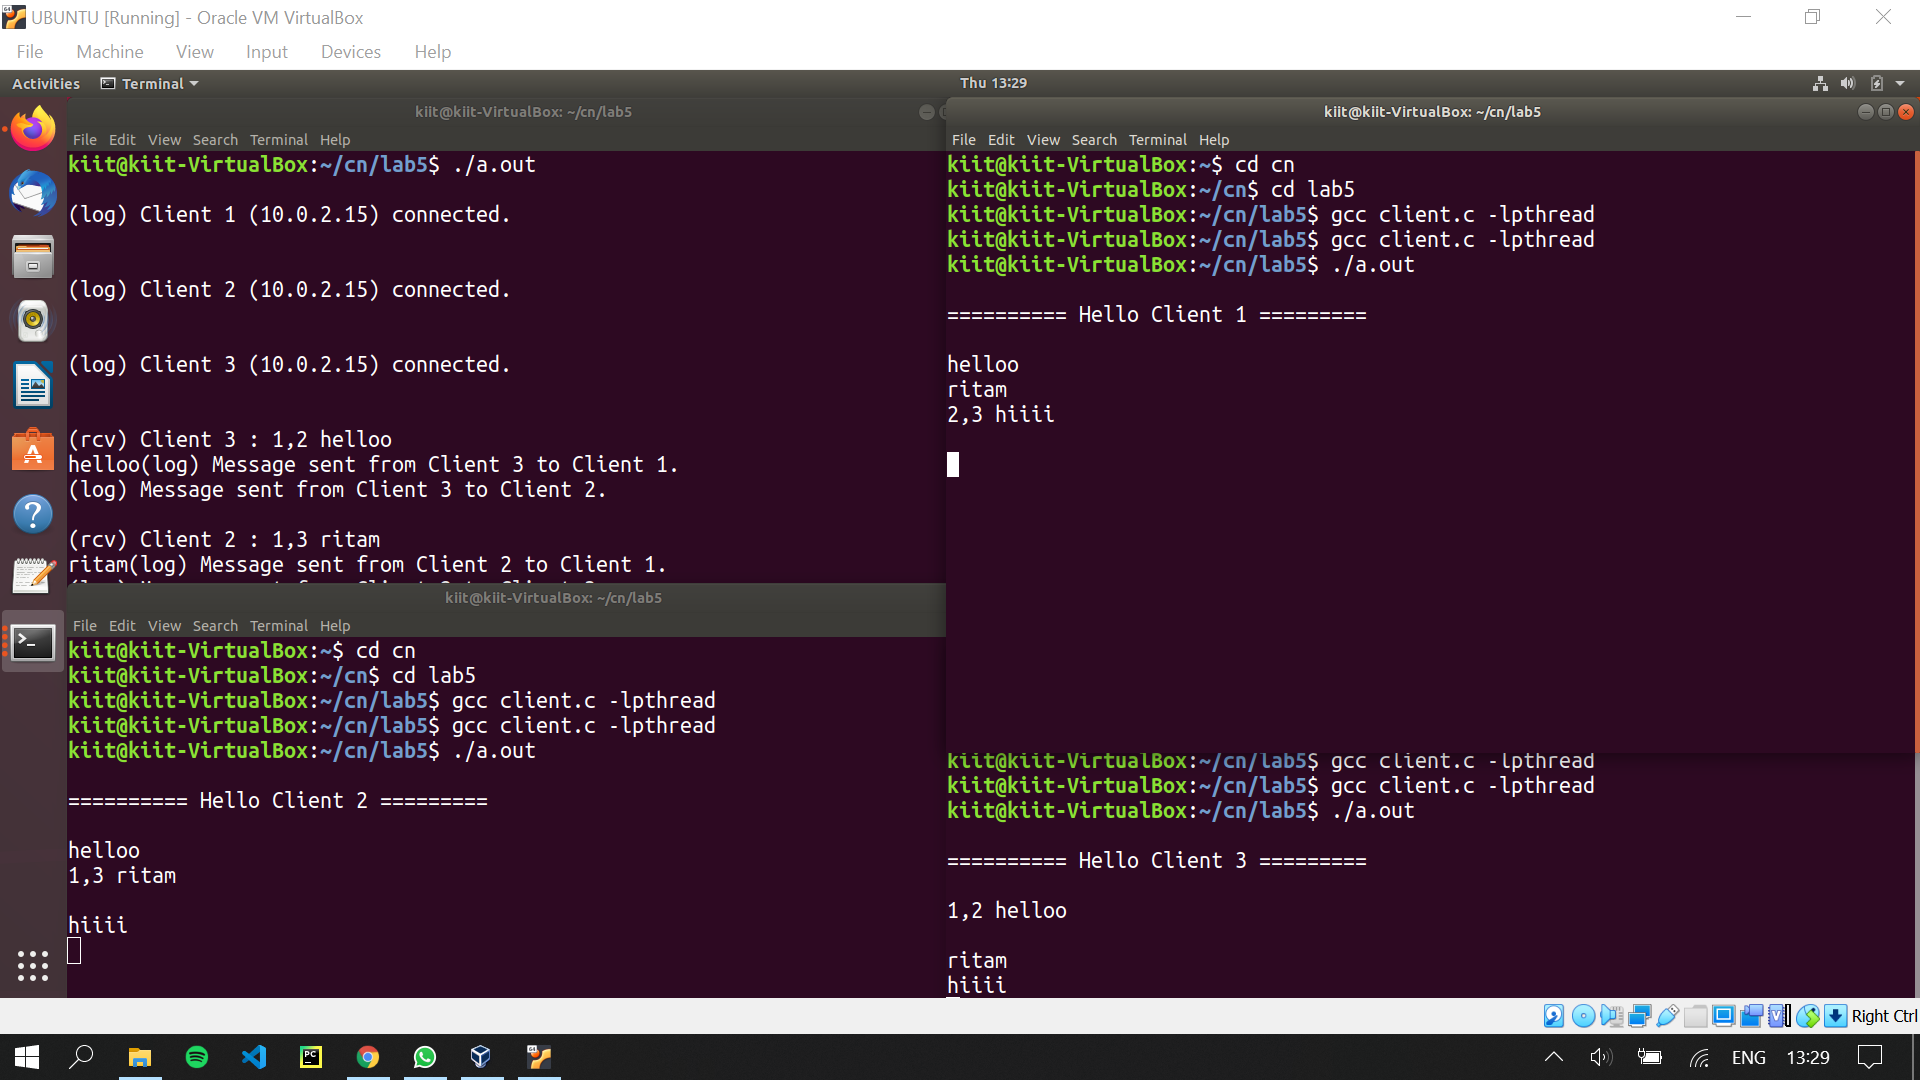 UBUNTU [Running] - Oracle VM VirtualBox
File Machine View Input Devices Help
Activities Terminal Thu 13:29
kiit@kiit-VirtualBox: ~/cn/lab5
File Edit View Search Terminal Help
kiit@kiit-VirtualBox:~/cn/lab5$ ./a.out
(log) Client 1 (10.0.2.15) connected.
(log) Client 2 (10.0.2.15) connected.
(log) Client 3 (10.0.2.15) connected.
(rcv) Client 3 : 1,2 helloo
helloo(log) Message sent from Client 3 to Client 1.
(log) Message sent from Client 3 to Client 2.
(rcv) Client 2 : 1,3 ritam
ritam(log) Message sent from Client 2 to Client 1.
kiit@kiit-VirtualBox: ~/cn/lab5
File Edit View Search Terminal Help
kiit@kiit-VirtualBox:~$ cd cn
kiit@kiit-VirtualBox:~/cn$ cd lab5
kiit@kiit-VirtualBox:~/cn/lab5$ gcc client.c -lpthread
kiit@kiit-VirtualBox:~/cn/lab5$ gcc client.c -lpthread
kiit@kiit-VirtualBox:~/cn/lab5$ ./a.out
========== Hello Client 1 =========
helloo
ritam
2,3 hiiii
kiit@kiit-VirtualBox: ~/cn/lab5
File Edit View Search Terminal Help
kiit@kiit-VirtualBox:~$ cd cn
kiit@kiit-VirtualBox:~/cn$ cd lab5
kiit@kiit-VirtualBox:~/cn/lab5$ gcc client.c -lpthread
kiit@kiit-VirtualBox:~/cn/lab5$ gcc client.c -lpthread
kiit@kiit-VirtualBox:~/cn/lab5$ ./a.out
========== Hello Client 2 =========
helloo
1,3 ritam
hiiii
kiit@kiit-VirtualBox:~/cn/lab5$ gcc client.c -lpthread
kiit@kiit-VirtualBox:~/cn/lab5$ gcc client.c -lpthread
kiit@kiit-VirtualBox:~/cn/lab5$ ./a.out
========== Hello Client 3 =========
1,2 helloo
ritam
hiiii
Right Ctrl
ENG 13:29